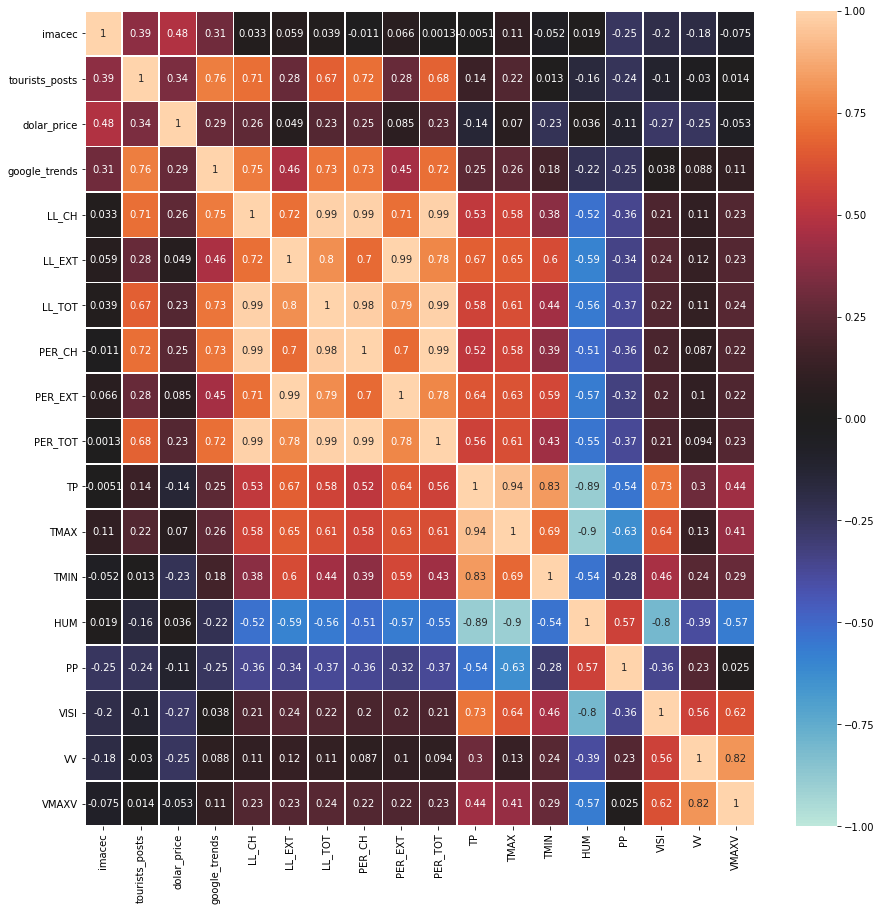 imacec 1 0.39 0.48 0.31 0.033 0.059 0.039 -0.011 0.066 0.0013 -0.0051 0.11 -0.052 0.019 -0.25 -0.2 -0.18 -0.075
tourists_posts 0.39 1 0.34 0.76 0.71 0.28 0.67 0.72 0.28 0.68 0.14 0.22 0.013 -0.16 -0.24 -0.1 -0.03 0.014
dolar_price 0.48 0.34 1 0.29 0.26 0.049 0.23 0.25 0.085 0.23 -0.14 0.07 -0.23 0.036 -0.11 -0.27 -0.25 -0.053
google_trends 0.31 0.76 0.29 1 0.75 0.46 0.73 0.73 0.45 0.72 0.25 0.26 0.18 -0.22 -0.25 0.038 0.088 0.11
LL_CH 0.033 0.71 0.26 0.75 1 0.72 0.99 0.99 0.71 0.99 0.53 0.58 0.38 -0.52 -0.36 0.21 0.11 0.23
LL_EXT 0.059 0.28 0.049 0.46 0.72 1 0.8 0.7 0.99 0.78 0.67 0.65 0.6 -0.59 -0.34 0.24 0.12 0.23
LL_TOT 0.039 0.67 0.23 0.73 0.99 0.8 1 0.98 0.79 0.99 0.58 0.61 0.44 -0.56 -0.37 0.22 0.11 0.24
PER_CH -0.011 0.72 0.25 0.73 0.99 0.7 0.98 1 0.7 0.99 0.52 0.58 0.39 -0.51 -0.36 0.2 0.087 0.22
PER_EXT 0.066 0.28 0.085 0.45 0.71 0.99 0.79 0.7 1 0.78 0.64 0.63 0.59 -0.57 -0.32 0.2 0.1 0.22
PER_TOT 0.0013 0.68 0.23 0.72 0.99 0.78 0.99 0.99 0.78 1 0.56 0.61 0.43 -0.55 -0.37 0.21 0.094 0.23
TP -0.0051 0.14 -0.14 0.25 0.53 0.67 0.58 0.52 0.64 0.56 1 0.94 0.83 -0.89 -0.54 0.73 0.3 0.44
TMAX 0.11 0.22 0.07 0.26 0.58 0.65 0.61 0.58 0.63 0.61 0.94 1 0.69 -0.9 -0.63 0.64 0.13 0.41
TMIN -0.052 0.013 -0.23 0.18 0.38 0.6 0.44 0.39 0.59 0.43 0.83 0.69 1 -0.54 -0.28 0.46 0.24 0.29
HUM 0.019 -0.16 0.036 -0.22 -0.52 -0.59 -0.56 -0.51 -0.57 -0.55 -0.89 -0.9 -0.54 1 0.57 -0.8 -0.39 -0.57
PP -0.25 -0.24 -0.11 -0.25 -0.36 -0.34 -0.37 -0.36 -0.32 -0.37 -0.54 -0.63 -0.28 0.57 1 -0.36 0.23 0.025
VISI -0.2 -0.1 -0.27 0.038 0.21 0.24 0.22 0.2 0.2 0.21 0.73 0.64 0.46 -0.8 -0.36 1 0.56 0.62
VV -0.18 -0.03 -0.25 0.088 0.11 0.12 0.11 0.087 0.1 0.094 0.3 0.13 0.24 -0.39 0.23 0.56 1 0.82
VMAXV -0.075 0.014 -0.053 0.11 0.23 0.23 0.24 0.22 0.22 0.23 0.44 0.41 0.29 -0.57 0.025 0.62 0.82 1
imacec tourists_posts dolar_price google_trends LL_CH LL_EXT LL_TOT PER_CH PER_EXT PER_TOT TP TMAX TMIN HUM PP VISI VV VMAXV
1.00
0.75
0.50
0.25
0.00
−0.25
−0.50
−0.75
−1.00